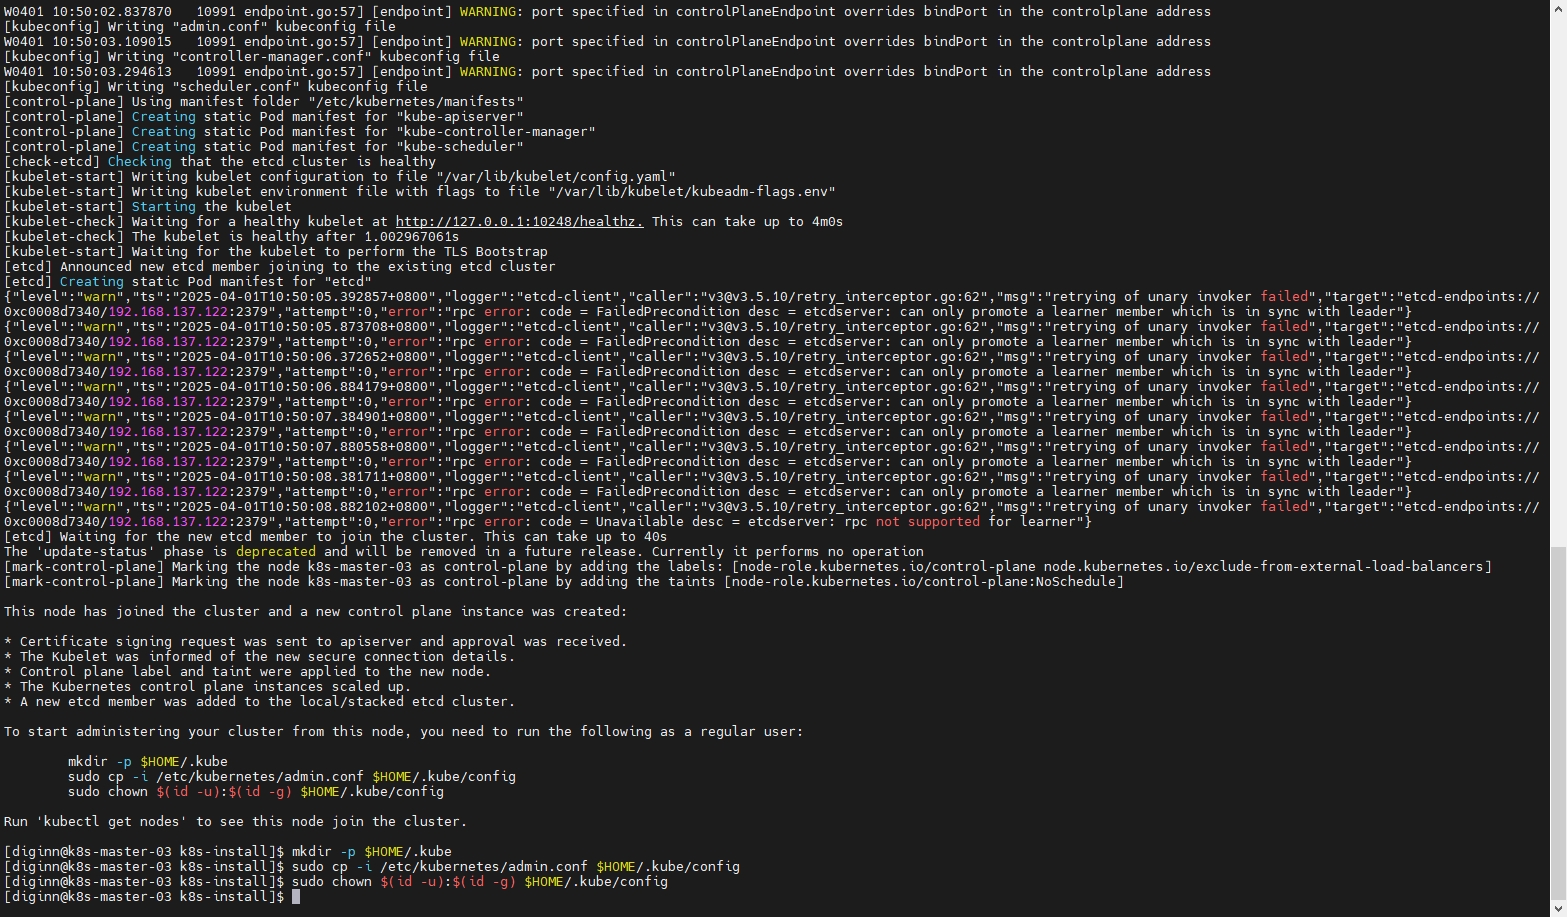 W0401 10:50:02.837870   10991 endpoint.go:57] [endpoint] WARNING: port specified in controlPlaneEndpoint overrides bindPort in the controlplane address
[kubeconfig] Writing "admin.conf" kubeconfig file
W0401 10:50:03.109015   10991 endpoint.go:57] [endpoint] WARNING: port specified in controlPlaneEndpoint overrides bindPort in the controlplane address
[kubeconfig] Writing "controller-manager.conf" kubeconfig file
W0401 10:50:03.294613   10991 endpoint.go:57] [endpoint] WARNING: port specified in controlPlaneEndpoint overrides bindPort in the controlplane address
[kubeconfig] Writing "scheduler.conf" kubeconfig file
[control-plane] Using manifest folder "/etc/kubernetes/manifests"
[control-plane] Creating static Pod manifest for "kube-apiserver"
[control-plane] Creating static Pod manifest for "kube-controller-manager"
[control-plane] Creating static Pod manifest for "kube-scheduler"
[check-etcd] Checking that the etcd cluster is healthy
[kubelet-start] Writing kubelet configuration to file "/var/lib/kubelet/config.yaml"
[kubelet-start] Writing kubelet environment file with flags to file "/var/lib/kubelet/kubeadm-flags.env"
[kubelet-start] Starting the kubelet
[kubelet-check] Waiting for a healthy kubelet at http://127.0.0.1:10248/healthz. This can take up to 4m0s
[kubelet-check] The kubelet is healthy after 1.002967061s
[kubelet-start] Waiting for the kubelet to perform the TLS Bootstrap
[etcd] Announced new etcd member joining to the existing etcd cluster
[etcd] Creating static Pod manifest for "etcd"
{"level":"warn","ts":"2025-04-01T10:50:05.392857+0800","logger":"etcd-client","caller":"v3@v3.5.10/retry_interceptor.go:62","msg":"retrying of unary invoker failed","target":"etcd-endpoints://
0xc0008d7340/192.168.137.122:2379","attempt":0,"error":"rpc error: code = FailedPrecondition desc = etcdserver: can only promote a learner member which is in sync with leader"}
{"level":"warn","ts":"2025-04-01T10:50:05.873708+0800","logger":"etcd-client","caller":"v3@v3.5.10/retry_interceptor.go:62","msg":"retrying of unary invoker failed","target":"etcd-endpoints://
0xc0008d7340/192.168.137.122:2379","attempt":0,"error":"rpc error: code = FailedPrecondition desc = etcdserver: can only promote a learner member which is in sync with leader"}
{"level":"warn","ts":"2025-04-01T10:50:06.372652+0800","logger":"etcd-client","caller":"v3@v3.5.10/retry_interceptor.go:62","msg":"retrying of unary invoker failed","target":"etcd-endpoints://
0xc0008d7340/192.168.137.122:2379","attempt":0,"error":"rpc error: code = FailedPrecondition desc = etcdserver: can only promote a learner member which is in sync with leader"}
{"level":"warn","ts":"2025-04-01T10:50:06.884179+0800","logger":"etcd-client","caller":"v3@v3.5.10/retry_interceptor.go:62","msg":"retrying of unary invoker failed","target":"etcd-endpoints://
0xc0008d7340/192.168.137.122:2379","attempt":0,"error":"rpc error: code = FailedPrecondition desc = etcdserver: can only promote a learner member which is in sync with leader"}
{"level":"warn","ts":"2025-04-01T10:50:07.384901+0800","logger":"etcd-client","caller":"v3@v3.5.10/retry_interceptor.go:62","msg":"retrying of unary invoker failed","target":"etcd-endpoints://
0xc0008d7340/192.168.137.122:2379","attempt":0,"error":"rpc error: code = FailedPrecondition desc = etcdserver: can only promote a learner member which is in sync with leader"}
{"level":"warn","ts":"2025-04-01T10:50:07.880558+0800","logger":"etcd-client","caller":"v3@v3.5.10/retry_interceptor.go:62","msg":"retrying of unary invoker failed","target":"etcd-endpoints://
0xc0008d7340/192.168.137.122:2379","attempt":0,"error":"rpc error: code = FailedPrecondition desc = etcdserver: can only promote a learner member which is in sync with leader"}
{"level":"warn","ts":"2025-04-01T10:50:08.381711+0800","logger":"etcd-client","caller":"v3@v3.5.10/retry_interceptor.go:62","msg":"retrying of unary invoker failed","target":"etcd-endpoints://
0xc0008d7340/192.168.137.122:2379","attempt":0,"error":"rpc error: code = FailedPrecondition desc = etcdserver: can only promote a learner member which is in sync with leader"}
{"level":"warn","ts":"2025-04-01T10:50:08.882102+0800","logger":"etcd-client","caller":"v3@v3.5.10/retry_interceptor.go:62","msg":"retrying of unary invoker failed","target":"etcd-endpoints://
0xc0008d7340/192.168.137.122:2379","attempt":0,"error":"rpc error: code = Unavailable desc = etcdserver: rpc not supported for learner"}
[etcd] Waiting for the new etcd member to join the cluster. This can take up to 40s
The 'update-status' phase is deprecated and will be removed in a future release. Currently it performs no operation
[mark-control-plane] Marking the node k8s-master-03 as control-plane by adding the labels: [node-role.kubernetes.io/control-plane node.kubernetes.io/exclude-from-external-load-balancers]
[mark-control-plane] Marking the node k8s-master-03 as control-plane by adding the taints [node-role.kubernetes.io/control-plane:NoSchedule]

This node has joined the cluster and a new control plane instance was created:

* Certificate signing request was sent to apiserver and approval was received.
* The Kubelet was informed of the new secure connection details.
* Control plane label and taint were applied to the new node.
* The Kubernetes control plane instances scaled up.
* A new etcd member was added to the local/stacked etcd cluster.

To start administering your cluster from this node, you need to run the following as a regular user:

        mkdir -p $HOME/.kube
        sudo cp -i /etc/kubernetes/admin.conf $HOME/.kube/config
        sudo chown $(id -u):$(id -g) $HOME/.kube/config

Run 'kubectl get nodes' to see this node join the cluster.

[diginn@k8s-master-03 k8s-install]$ mkdir -p $HOME/.kube
[diginn@k8s-master-03 k8s-install]$ sudo cp -i /etc/kubernetes/admin.conf $HOME/.kube/config
[diginn@k8s-master-03 k8s-install]$ sudo chown $(id -u):$(id -g) $HOME/.kube/config
[diginn@k8s-master-03 k8s-install]$